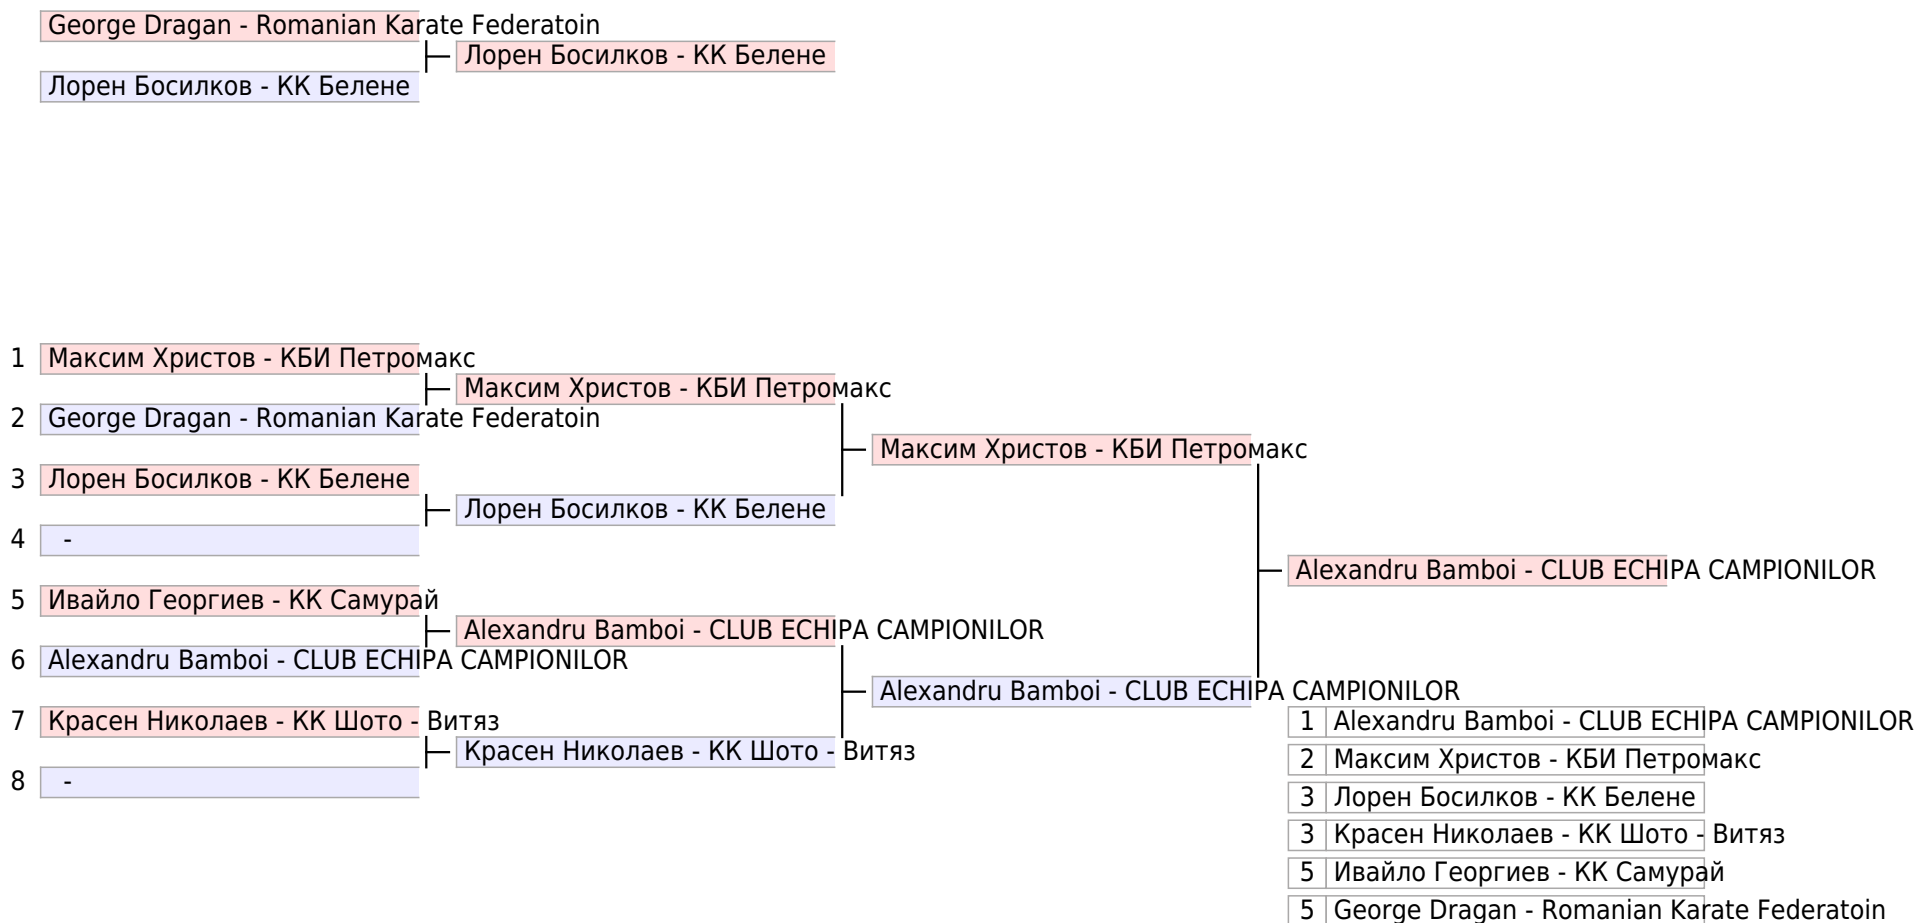 George Dragan - Romanian Karate Federatoin
Лорен Босилков - КК Белене
Лорен Босилков - КК Белене
1 Максим Христов - КБИ Петромакс
Максим Христов - КБИ Петромакс
2 George Dragan - Romanian Karate Federatoin
Максим Христов - КБИ Петромакс
3 Лорен Босилков - КК Белене
Лорен Босилков - КК Белене
4 -
Alexandru Bamboi - CLUB ECHIPA CAMPIONILOR
5 Ивайло Георгиев - КК Самурай
Alexandru Bamboi - CLUB ECHIPA CAMPIONILOR
6 Alexandru Bamboi - CLUB ECHIPA CAMPIONILOR
Alexandru Bamboi - CLUB ECHIPA CAMPIONILOR
7 Красен Николаев - КК Шото - Витяз
Красен Николаев - КК Шото - Витяз
8 -
1 Alexandru Bamboi - CLUB ECHIPA CAMPIONILOR
2 Максим Христов - КБИ Петромакс
3 Лорен Босилков - КК Белене
3 Красен Николаев - КК Шото - Витяз
5 Ивайло Георгиев - КК Самурай
5 George Dragan - Romanian Karate Federatoin